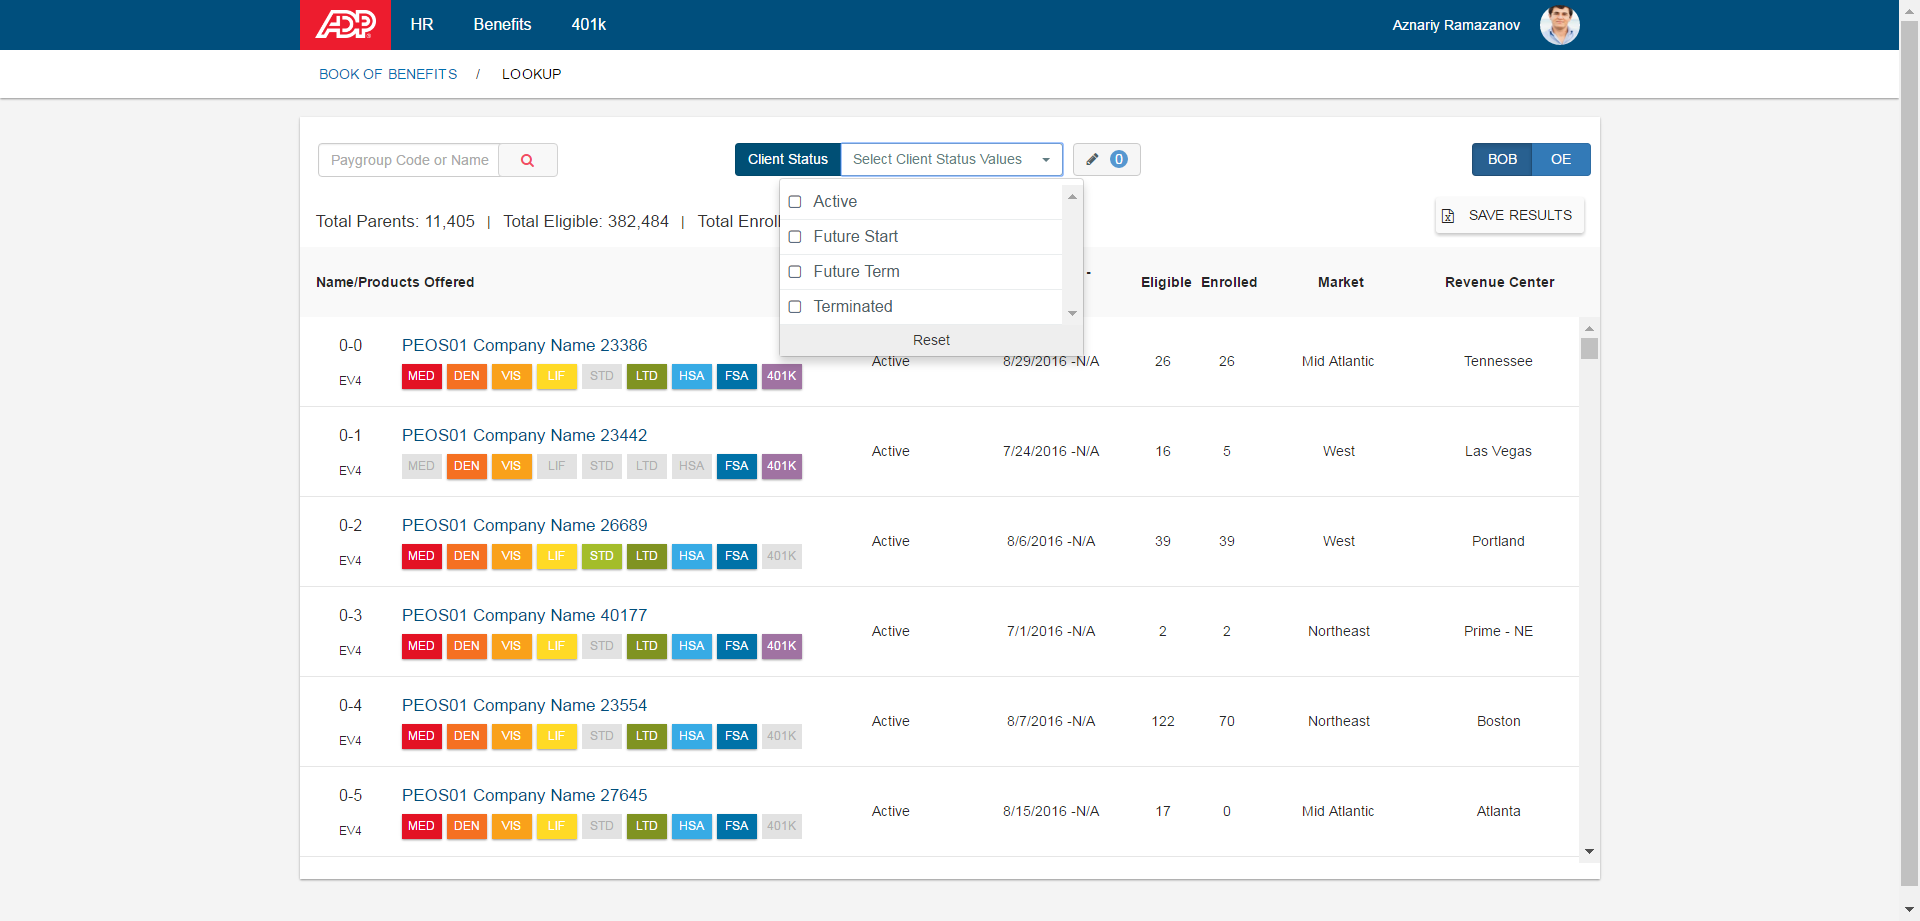 ADP HR Benefits 401k Aznariy Ramazanov
BOOK OF BENEFITS / LOOKUP
Paygroup Code or Name Client Status Select Client Status Values 0 BOB OE
Active
Future Start
Future Term
Terminated
Reset
Total Parents: 11,405 | Total Eligible: 382,484 | Total Enroll
SAVE RESULTS
Name/Products Offered - Eligible Enrolled Market Revenue Center
0-0 PEOS01 Company Name 23386
EV4 MED DEN VIS LIF STD LTD HSA FSA 401K
Active 8/29/2016 -N/A 26 26 Mid Atlantic Tennessee
0-1 PEOS01 Company Name 23442
EV4 MED DEN VIS LIF STD LTD HSA FSA 401K
Active 7/24/2016 -N/A 16 5 West Las Vegas
0-2 PEOS01 Company Name 26689
EV4 MED DEN VIS LIF STD LTD HSA FSA 401K
Active 8/6/2016 -N/A 39 39 West Portland
0-3 PEOS01 Company Name 40177
EV4 MED DEN VIS LIF STD LTD HSA FSA 401K
Active 7/1/2016 -N/A 2 2 Northeast Prime - NE
0-4 PEOS01 Company Name 23554
EV4 MED DEN VIS LIF STD LTD HSA FSA 401K
Active 8/7/2016 -N/A 122 70 Northeast Boston
0-5 PEOS01 Company Name 27645
EV4 MED DEN VIS LIF STD LTD HSA FSA 401K
Active 8/15/2016 -N/A 17 0 Mid Atlantic Atlanta